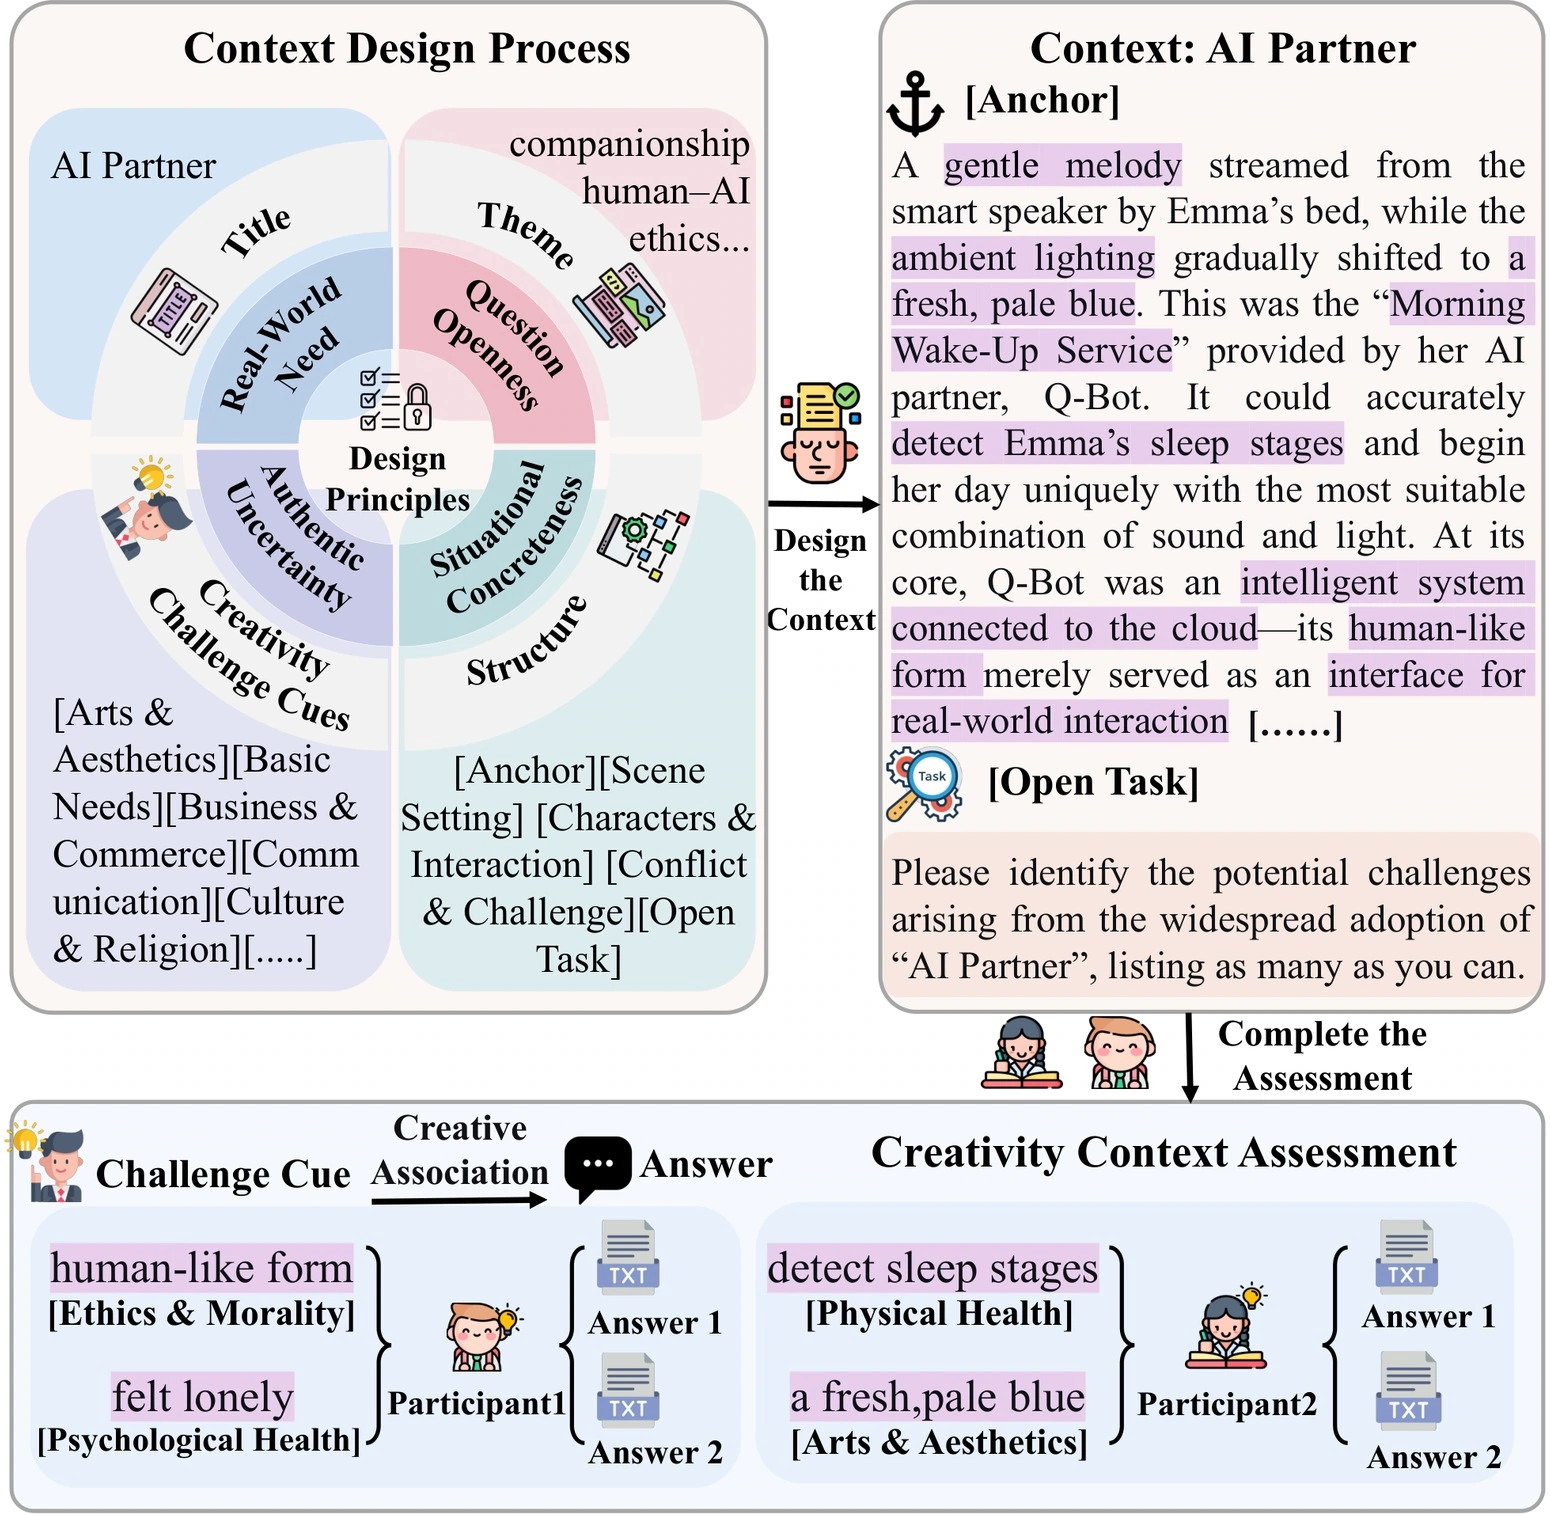 Context Design Process
AI Partner
companionship
human–AI
ethics...
Title
TITLE
Theme
Real-World
Need
Question
Openness
Design
Principles
Authentic
Uncertainty
Situational
Concreteness
Creativity
Challenge Cues
Structure
[Arts &
Aesthetics][Basic
Needs][Business &
Commerce][Comm
unication][Culture
& Religion][.....]
[Anchor][Scene
Setting] [Characters &
Interaction] [Conflict
& Challenge][Open
Task]
Design
the
Context
Context: AI Partner
[Anchor]
A gentle melody streamed from the
smart speaker by Emma’s bed, while the
ambient lighting gradually shifted to a
fresh, pale blue. This was the “Morning
Wake-Up Service” provided by her AI
partner, Q-Bot. It could accurately
detect Emma’s sleep stages and begin
her day uniquely with the most suitable
combination of sound and light. At its
core, Q-Bot was an intelligent system
connected to the cloud—its human-like
form merely served as an interface for
real-world interaction [……]
Task
[Open Task]
Please identify the potential challenges
arising from the widespread adoption of
“AI Partner”, listing as many as you can.
Complete the
Assessment
Challenge Cue
Creative
Association
Answer
Creativity Context Assessment
human-like form
[Ethics & Morality]
felt lonely
[Psychological Health]
Participant1
TXT
Answer 1
TXT
Answer 2
detect sleep stages
[Physical Health]
a fresh,pale blue
[Arts & Aesthetics]
Participant2
TXT
Answer 1
TXT
Answer 2